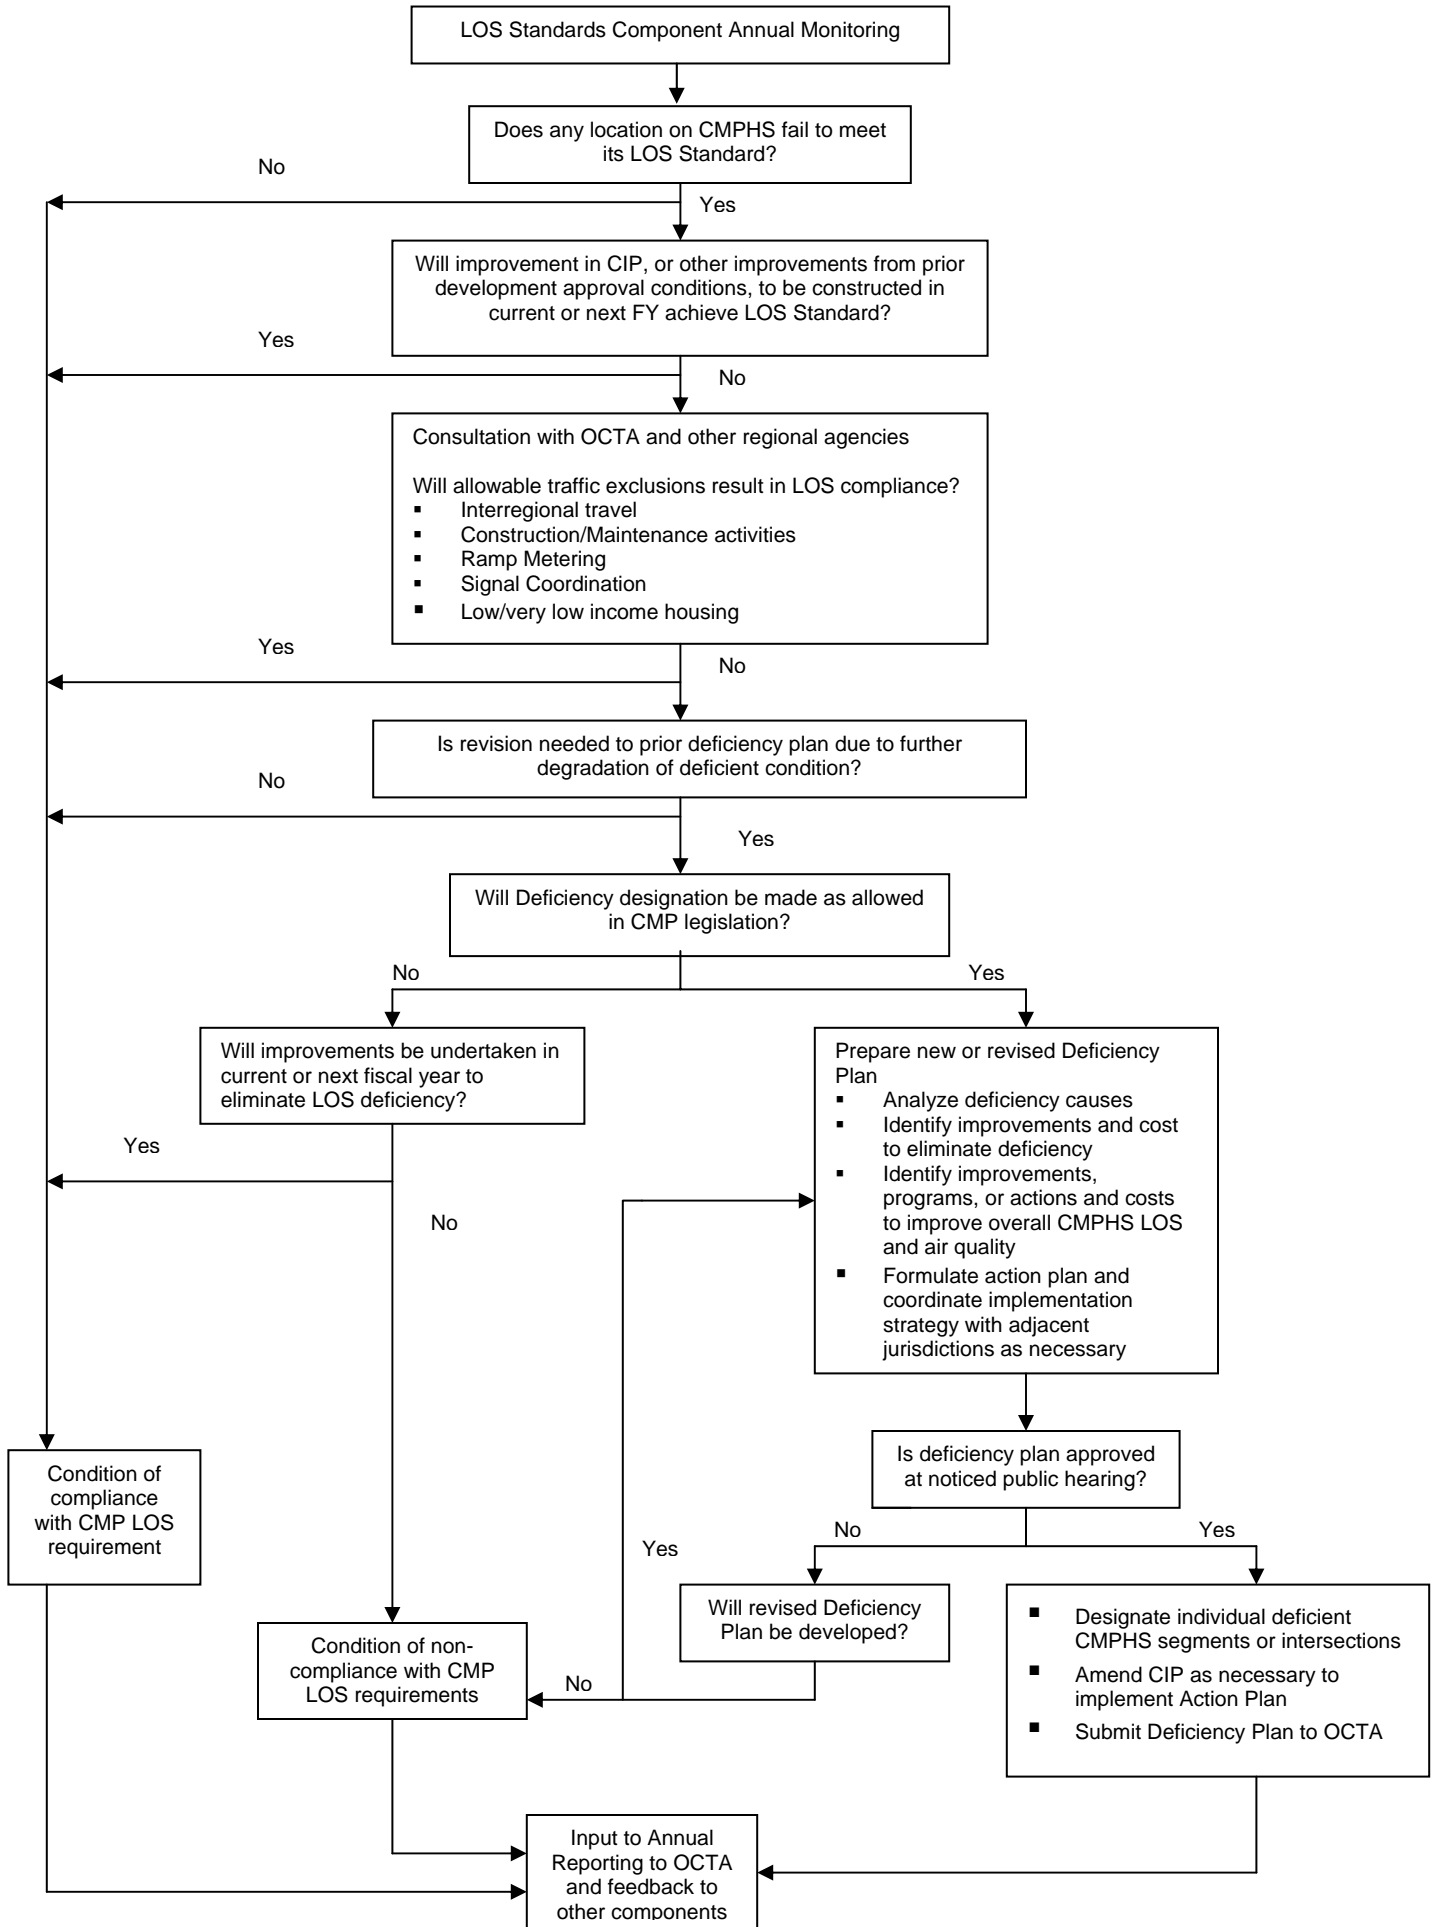 LOS Standards Component Annual Monitoring
Does any location on CMPHS fail to meet
its LOS Standard?
No
Yes
Will improvement in CIP, or other improvements from prior
development approval conditions, to be constructed in
current or next FY achieve LOS Standard?
Yes
No
Consultation with OCTA and other regional agencies
Will allowable traffic exclusions result in LOS compliance?
▪ Interregional travel
▪ Construction/Maintenance activities
▪ Ramp Metering
▪ Signal Coordination
▪ Low/very low income housing
Yes
No
Is revision needed to prior deficiency plan due to further
degradation of deficient condition?
No
Yes
Will Deficiency designation be made as allowed
in CMP legislation?
No
Yes
Will improvements be undertaken in
current or next fiscal year to
eliminate LOS deficiency?
Yes
No
Prepare new or revised Deficiency
Plan
▪ Analyze deficiency causes
▪ Identify improvements and cost
to eliminate deficiency
▪ Identify improvements,
programs, or actions and costs
to improve overall CMPHS LOS
and air quality
▪ Formulate action plan and
coordinate implementation
strategy with adjacent
jurisdictions as necessary
Is deficiency plan approved
at noticed public hearing?
No
Yes
Condition of
compliance
with CMP LOS
requirement
Yes
Will revised Deficiency
Plan be developed?
No
Condition of non-
compliance with CMP
LOS requirements
▪ Designate individual deficient
CMPHS segments or intersections
▪ Amend CIP as necessary to
implement Action Plan
▪ Submit Deficiency Plan to OCTA
Input to Annual
Reporting to OCTA
and feedback to
other components